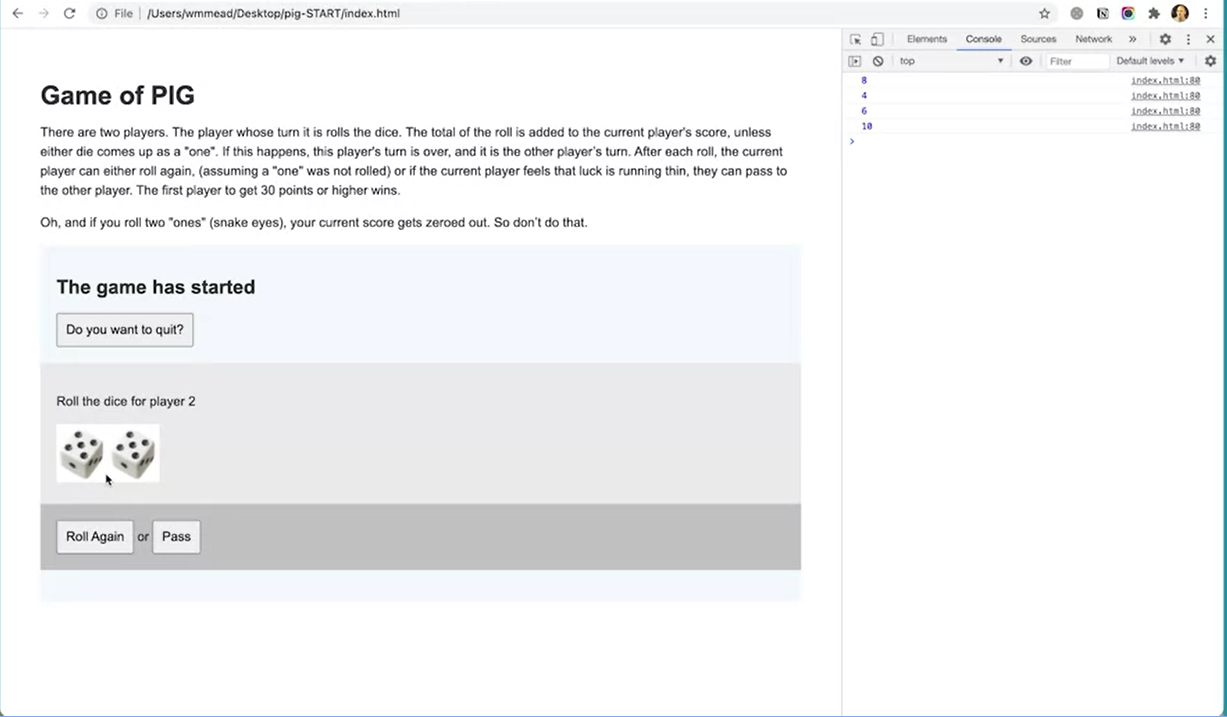 File | /Users/wmmead/Desktop/pig-START/index.html
Elements Console Sources Network »
top Filter Default levels
8 index.html:80
4 index.html:80
6 index.html:80
10 index.html:80
Game of PIG
There are two players. The player whose turn it is rolls the dice. The total of the roll is added to the current player's score, unless
either die comes up as a "one". If this happens, this player's turn is over, and it is the other player's turn. After each roll, the current
player can either roll again, (assuming a "one" was not rolled) or if the current player feels that luck is running thin, they can pass to
the other player. The first player to get 30 points or higher wins.
Oh, and if you roll two "ones" (snake eyes), your current score gets zeroed out. So don't do that.
The game has started
Do you want to quit?
Roll the dice for player 2
Roll Again or Pass